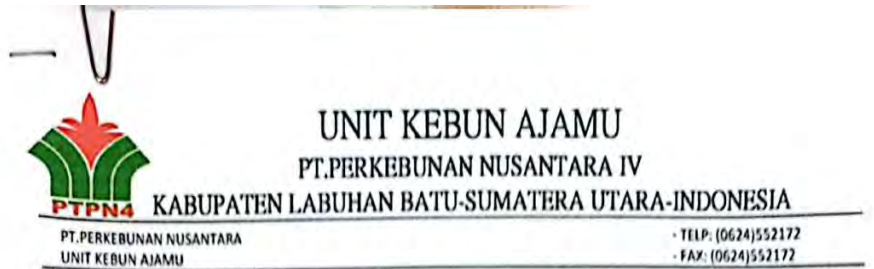 UNIT KEBUN AJAMU
PT.PERKEBUNAN NUSANTARA IV
PTPN4
KABUPATEN LABUHAN BATU-SUMATERA UTARA-INDONESIA
PT.PERKEBUNAN NUSANTARA
- TELP: (0624)552172
UNIT KEBUN AJAMU
- FAX: (0624)552172